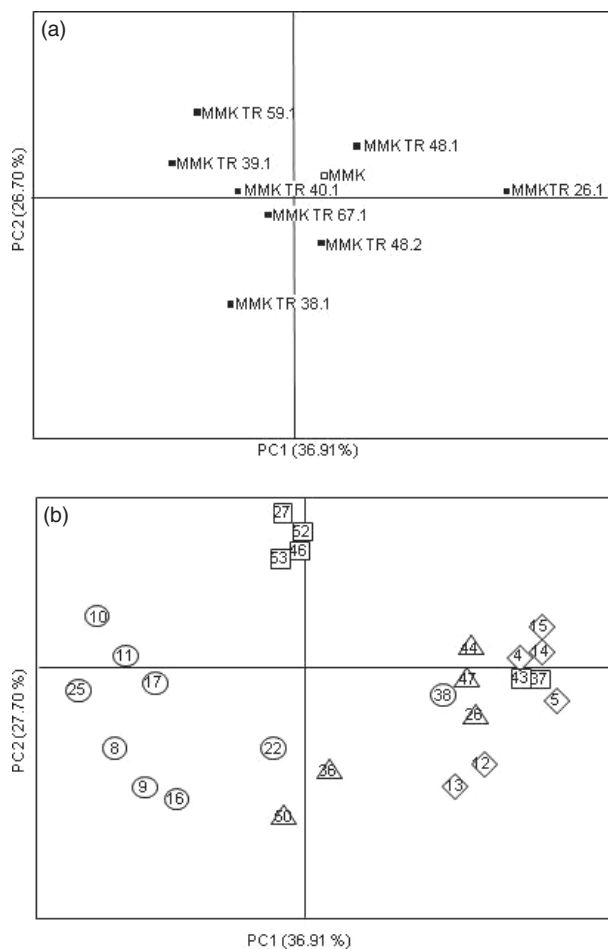 (a)
MMK TR 59.1
MMK TR 48.1
MMK TR 39.1
MMK
MMK TR 40.1
MMKTR 26.1
MMK TR 67.1
MMK TR 48.2
MMK TR 38.1
PC2 (26.70 %)
PC1 (36.91%)
(b)
27
52
53
46
10
15
44
11
4
14
25
17
47
43
37
38
5
26
8
22
36
12
9
16
13
50
PC2 (27.70 %)
PC1 (36.91 %)